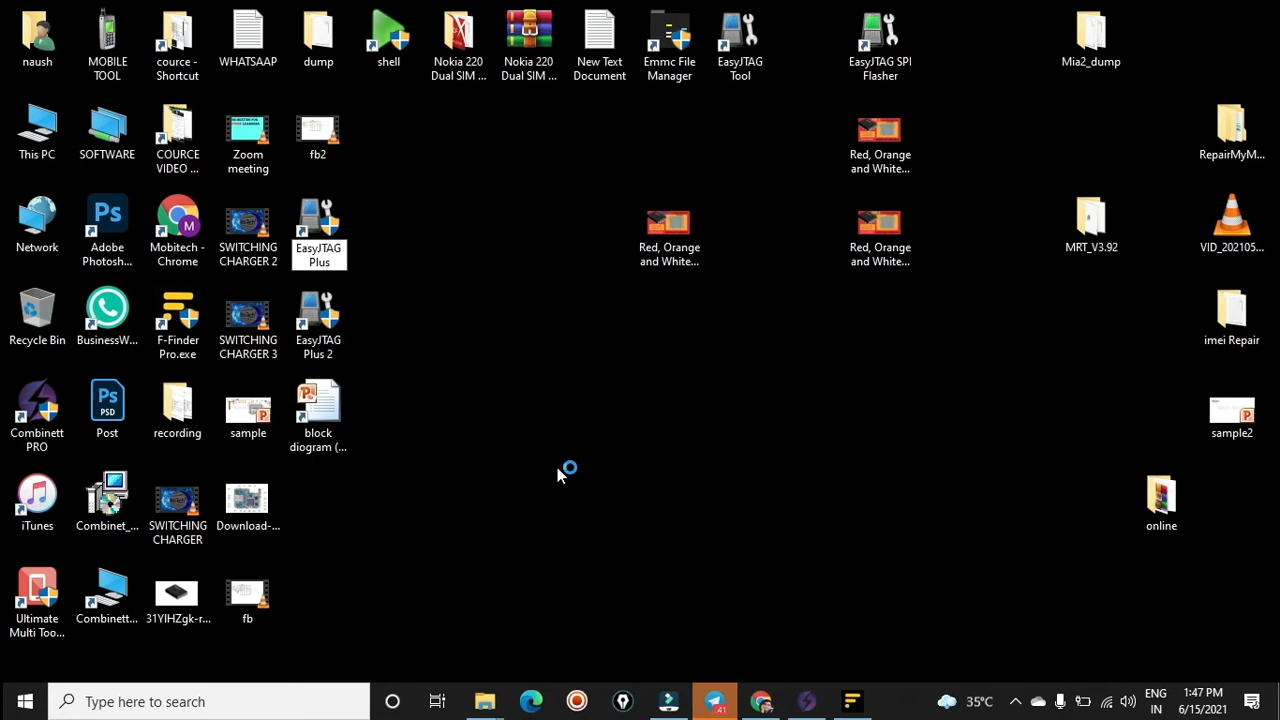 naush
MOBILE
TOOL
cource -
Shortcut
WHATSAAP
dump
shell
Nokia 220
Dual SIM ...
Nokia 220
Dual SIM ...
New Text
Document
Emmc File
Manager
EasyJTAG
Tool
EasyJTAG SPI
Flasher
Mia2_dump
This PC
SOFTWARE
COURCE
VIDEO ...
Zoom
meeting
fb2
Red, Orange
and White...
RepairMyM...
Network
Adobe
Photosh...
Mobitech -
Chrome
SWITCHING
CHARGER 2
EasyJTAG
Plus
Red, Orange
and White...
Red, Orange
and White...
MRT_V3.92
VID_202105...
Recycle Bin
BusinessW...
F-Finder
Pro.exe
SWITCHING
CHARGER 3
EasyJTAG
Plus 2
imei Repair
Combinett
PRO
Ps
PSD
Post
recording
sample
block
diogram (...
sample2
iTunes
Combinet_...
SWITCHING
CHARGER
Download-...
online
Ultimate
Multi Too...
Combinett...
31YIHZgk-r...
fb
Type here to search
41
35°C
ENG
IN
1:47 PM
6/15/2021